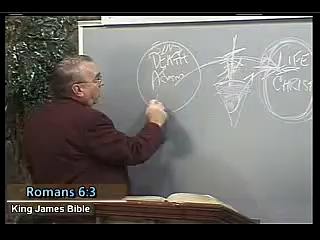 SIN
DEATH
ADAM
LIFE
CHRIST
Romans 6:3
King James Bible